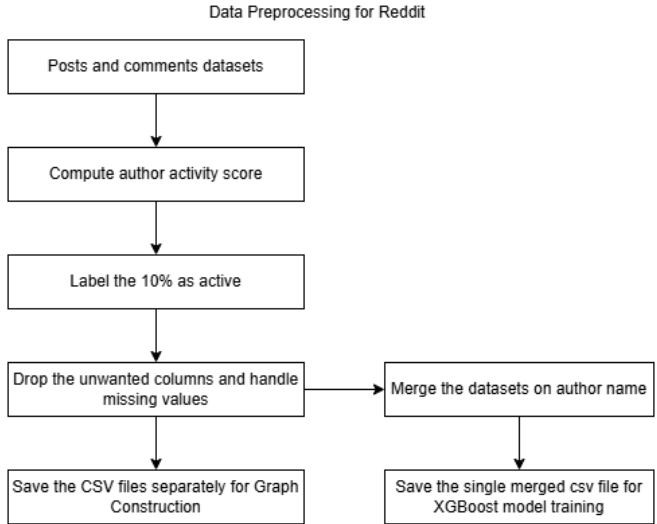 Data Preprocessing for Reddit
Posts and comments datasets
Compute author activity score
Label the 10% as active
Drop the unwanted columns and handle
missing values
Merge the datasets on author name
Save the CSV files separately for Graph
Construction
Save the single merged csv file for
XGBoost model training